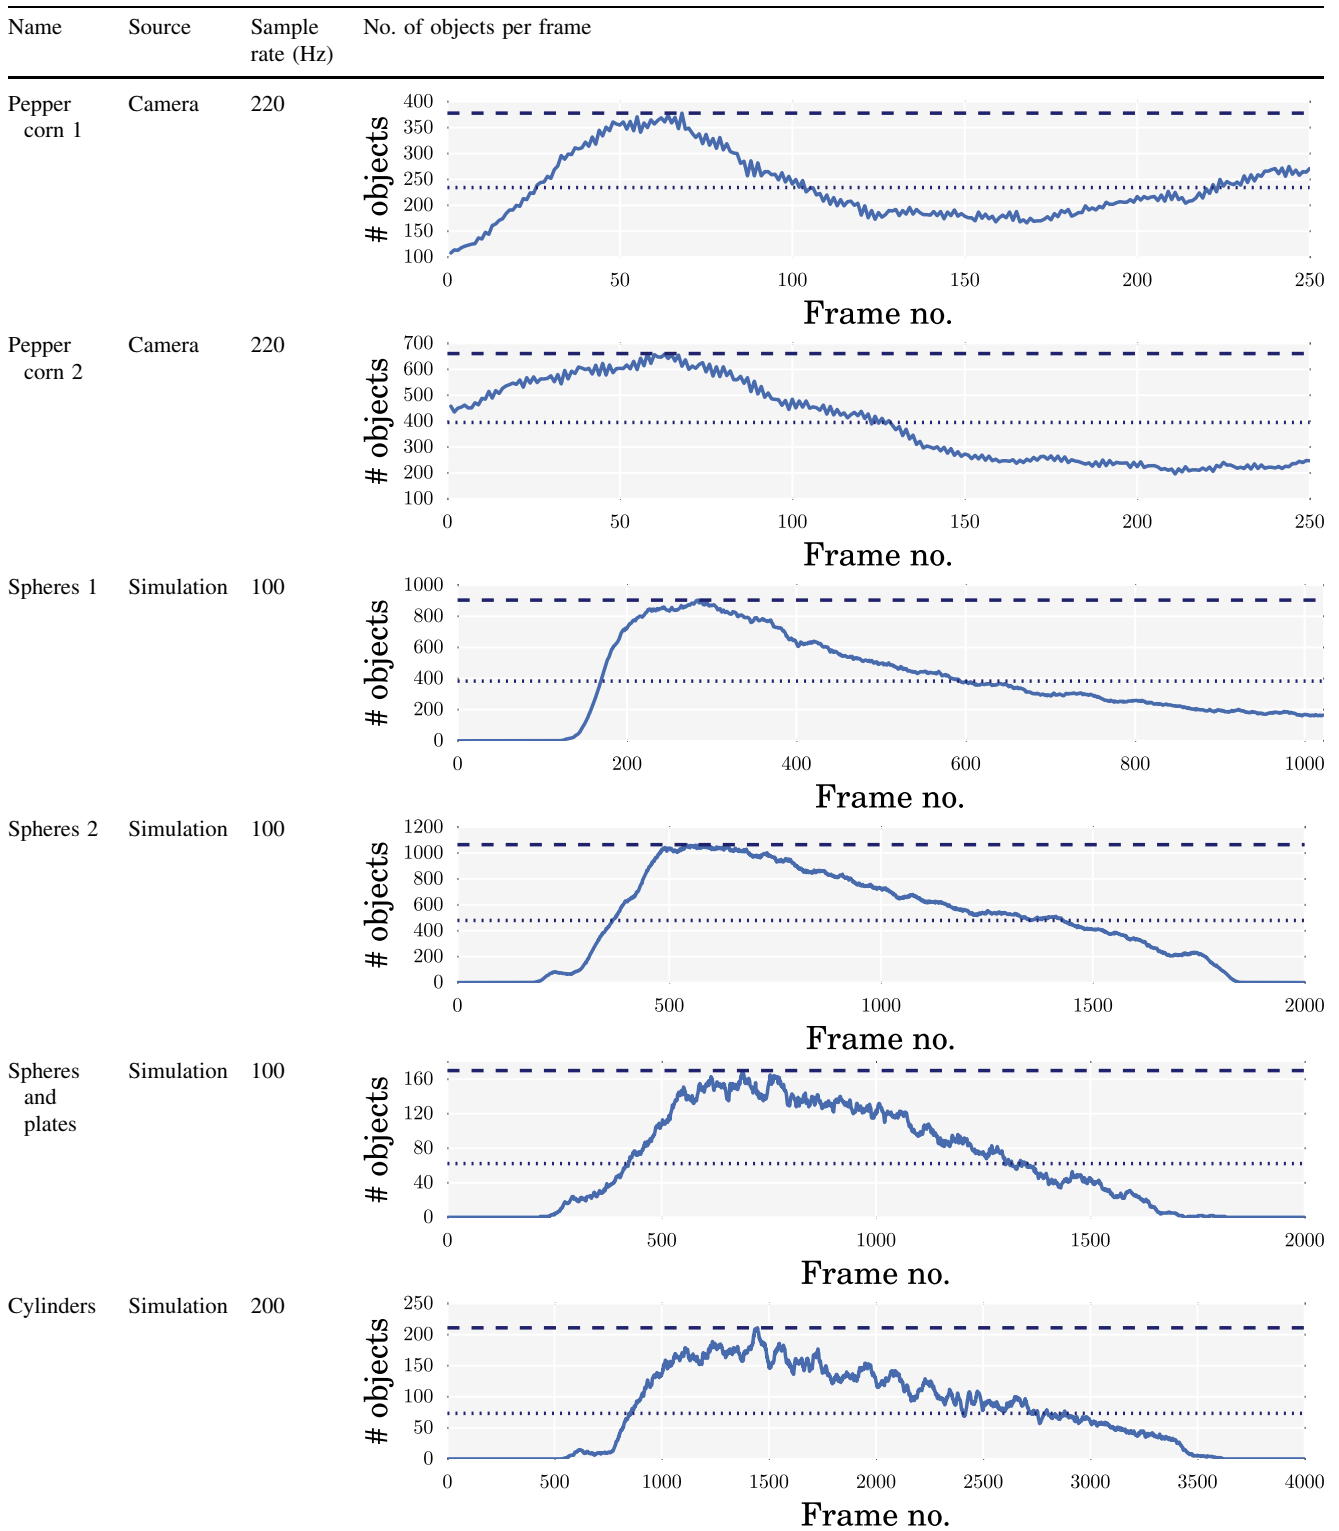 Name Source Sample No. of objects per frame
rate (Hz)
Pepper Camera 220
corn 1
400
350
300
250
200
150
100
# objects
0 50 100 150 200 250
Frame no.
Pepper Camera 220
corn 2
700
600
500
400
300
200
100
# objects
0 50 100 150 200 250
Frame no.
Spheres 1 Simulation 100
1000
800
600
400
200
0
# objects
0 200 400 600 800 1000
Frame no.
Spheres 2 Simulation 100
1200
1000
800
600
400
200
0
# objects
0 500 1000 1500 2000
Frame no.
Spheres Simulation 100
and
plates
160
120
80
40
0
# objects
0 500 1000 1500 2000
Frame no.
Cylinders Simulation 200
250
200
150
100
50
0
# objects
0 500 1000 1500 2000 2500 3000 3500 4000
Frame no.